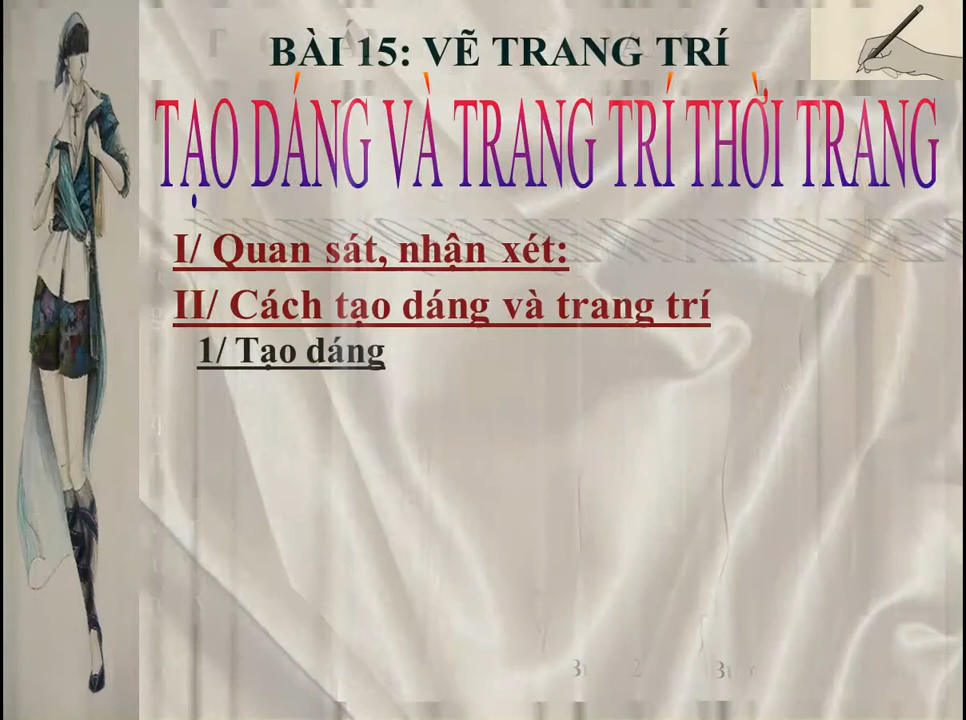 BÀI 15: VẼ TRANG TRÍ
TẠO DÁNG VÀ TRANG TRÍ THỜI TRANG
I/ Quan sát, nhận xét:
II/ Cách tạo dáng và trang trí
1/ Tạo dáng